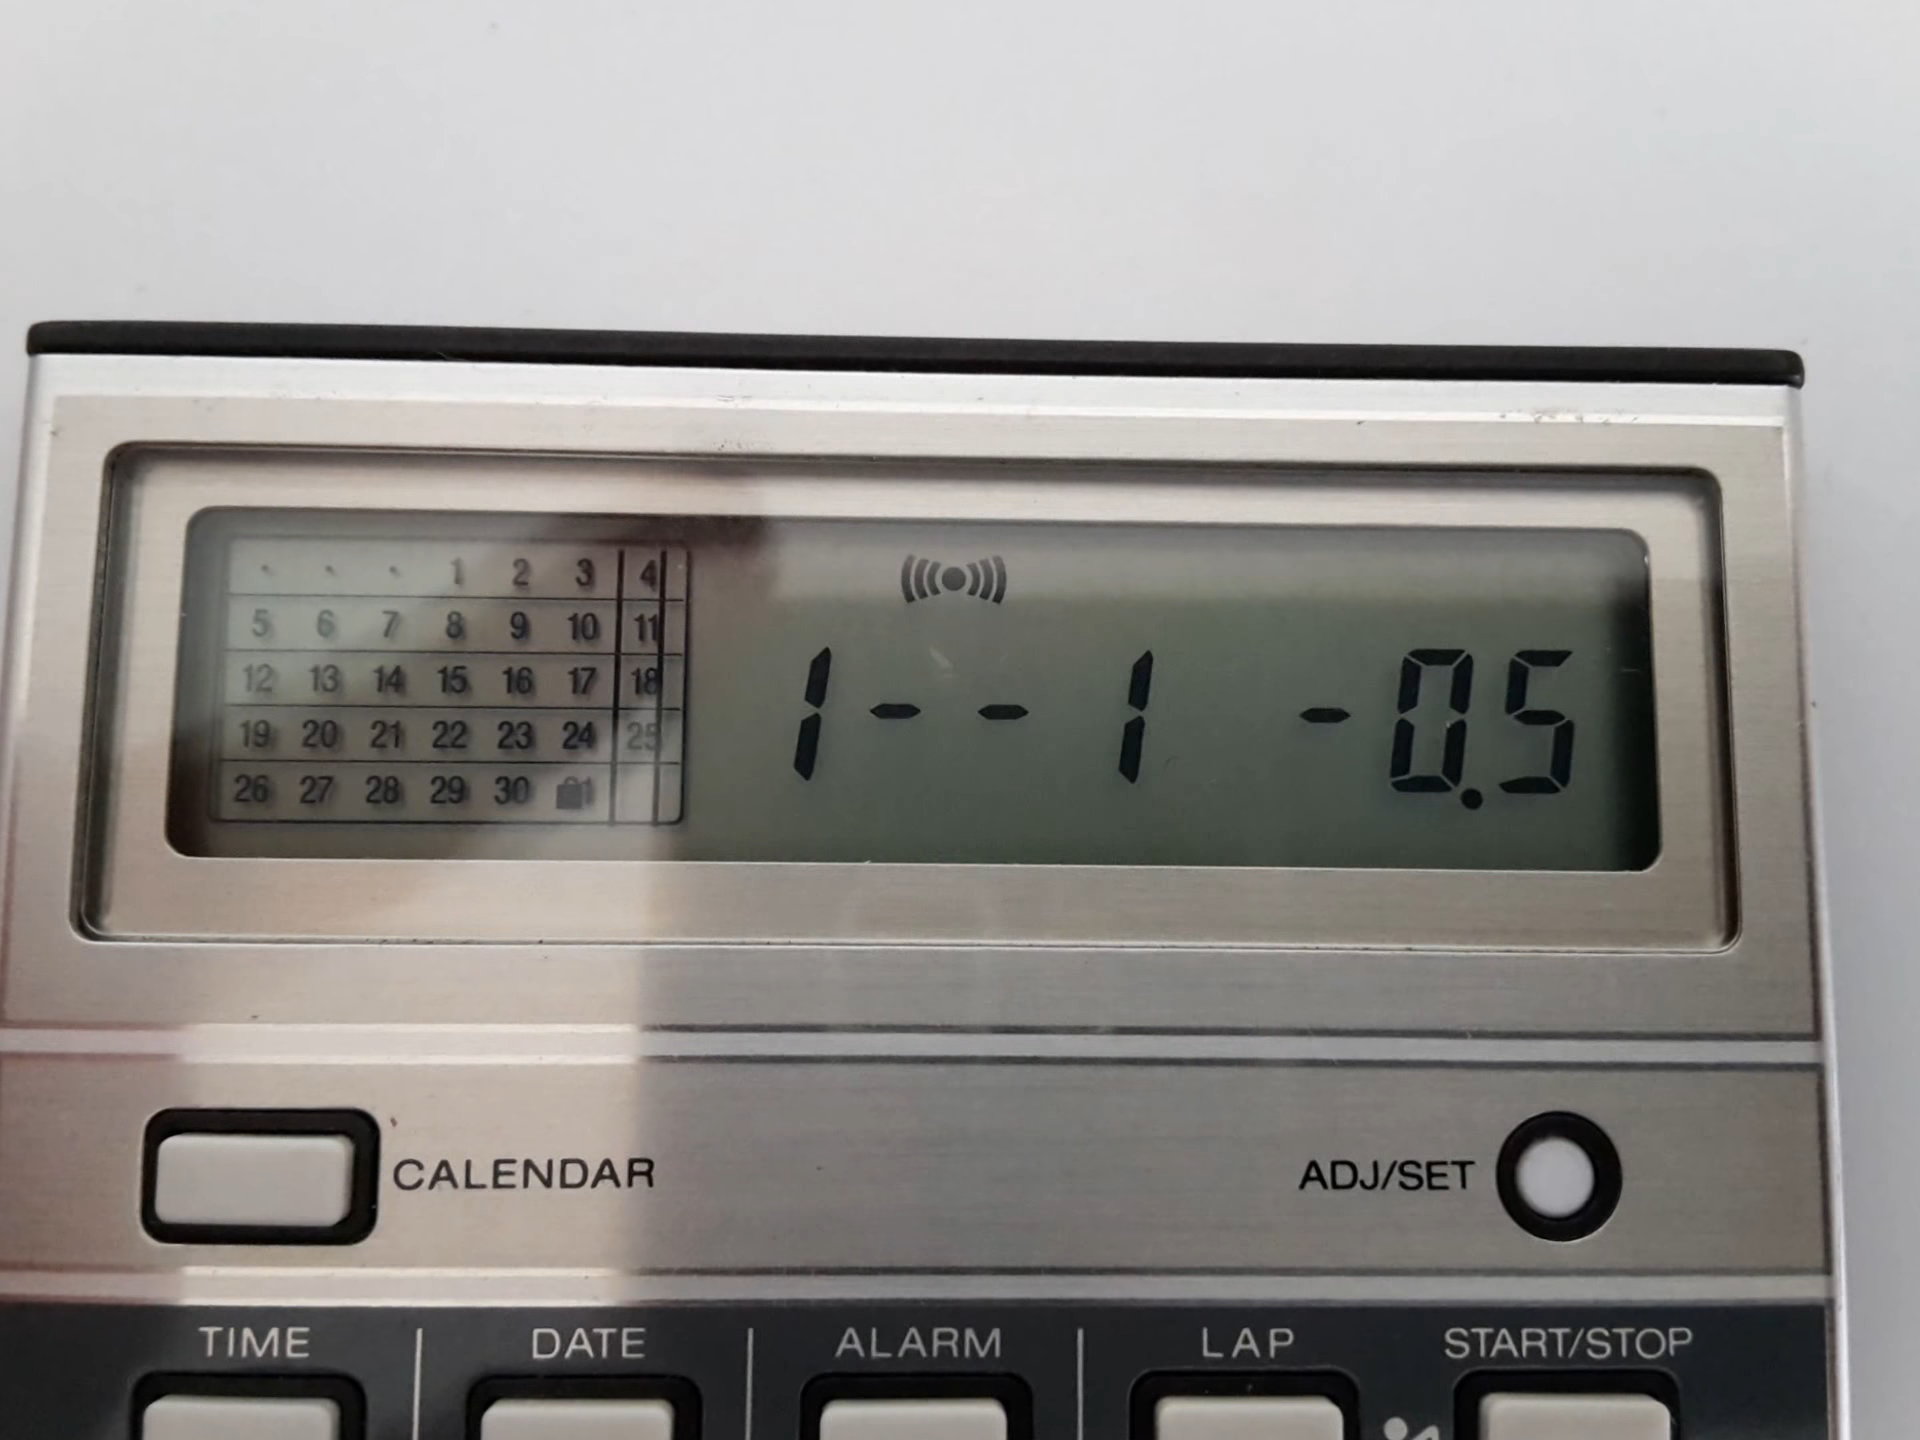 1 2 3 4
5 6 7 8 9 10 11
12 13 14 15 16 17 18
19 20 21 22 23 24 25
26 27 28 29 30 31
1-- 1 -0.5
CALENDAR
ADJ/SET
TIME DATE ALARM LAP START/STOP